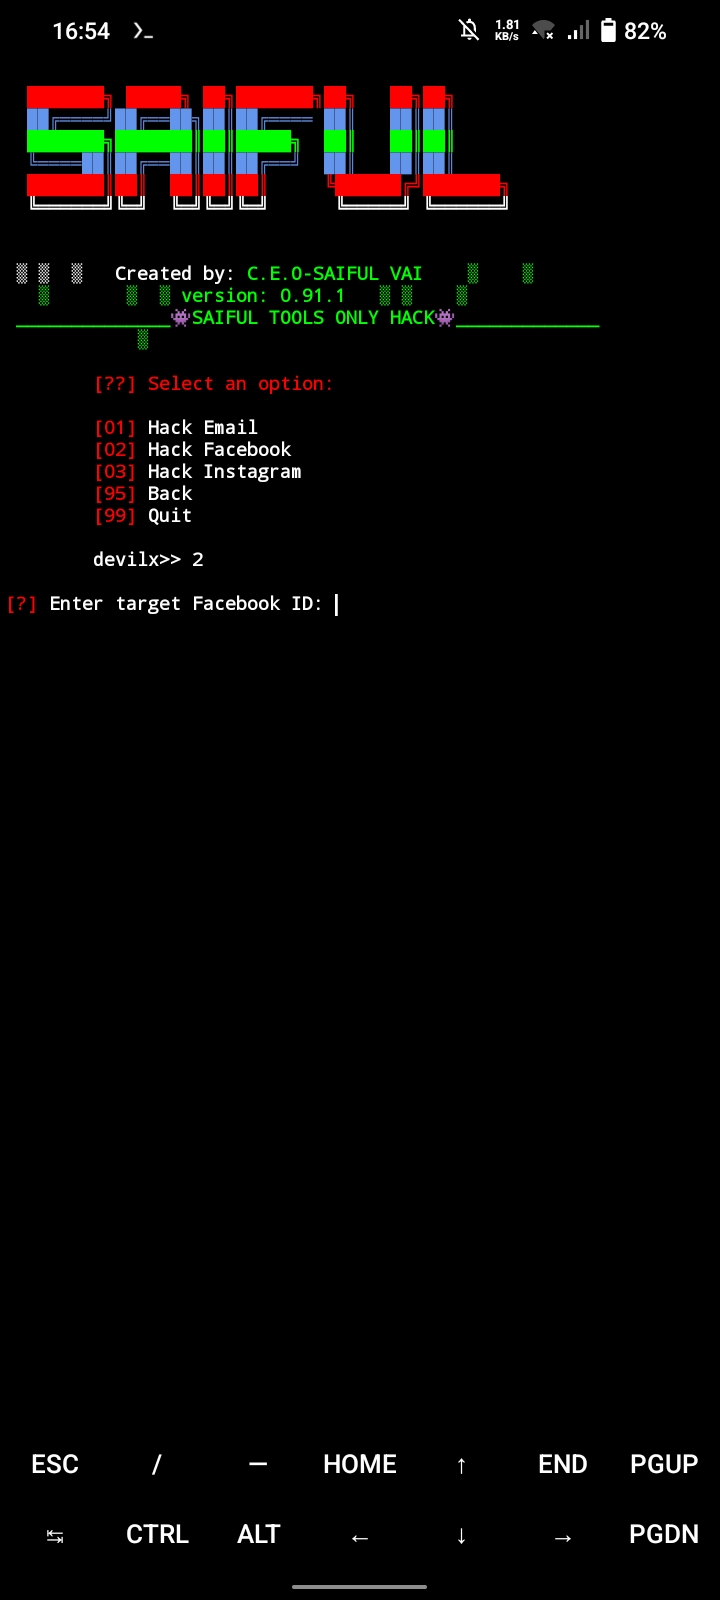 16:54
1.81 KB/s
82%
SAIFUL
Created by: C.E.O-SAIFUL VAI
version: 0.91.1
👾SAIFUL TOOLS ONLY HACK👾
[??] Select an option:
[01] Hack Email
[02] Hack Facebook
[03] Hack Instagram
[95] Back
[99] Quit
devilx>> 2
[?] Enter target Facebook ID:
ESC / — HOME ↑ END PGUP
↹ CTRL ALT ← ↓ → PGDN